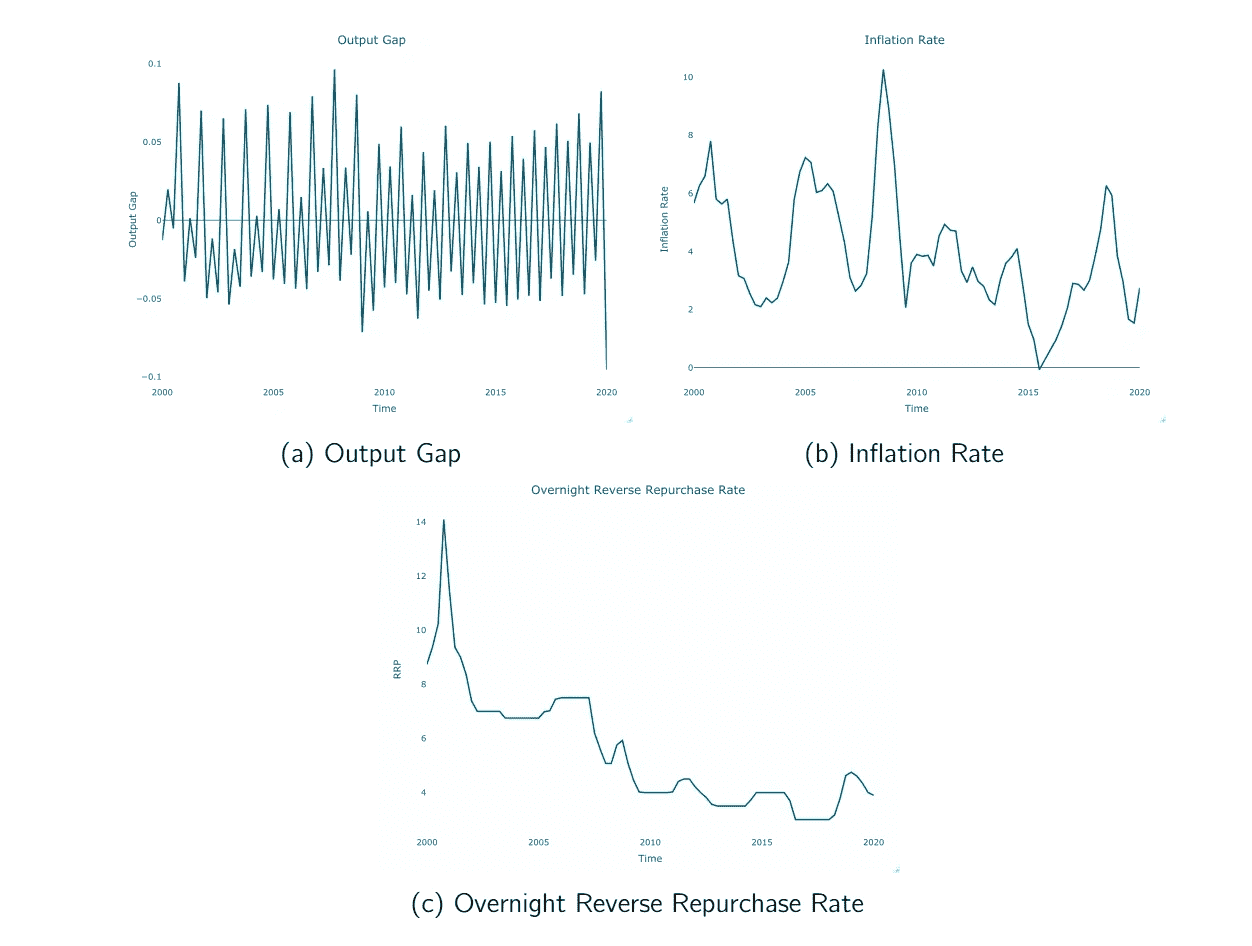 Output Gap
0.1
0.05
0
−0.05
−0.1
Output Gap
2000 2005 2010 2015 2020
Time
(a) Output Gap
Inflation Rate
10
8
6
4
2
0
Inflation Rate
2000 2005 2010 2015 2020
Time
(b) Inflation Rate
Overnight Reverse Repurchase Rate
14
12
10
8
6
4
RRP
2000 2005 2010 2015 2020
Time
(c) Overnight Reverse Repurchase Rate